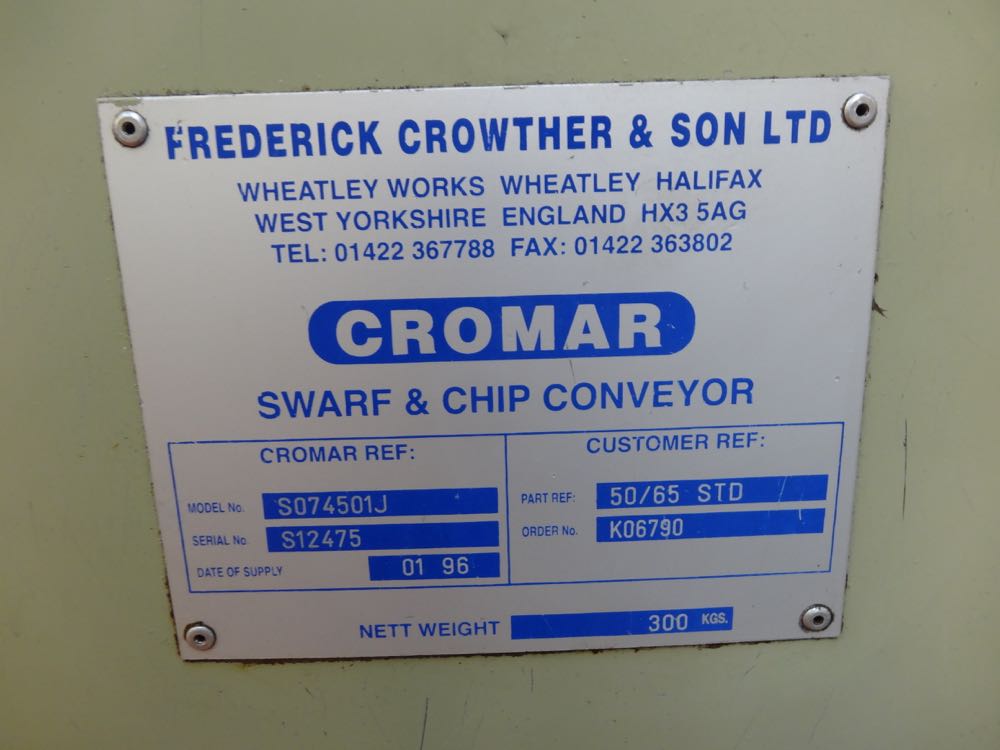 FREDERICK CROWTHER & SON LTD
WHEATLEY WORKS WHEATLEY HALIFAX
WEST YORKSHIRE ENGLAND HX3 5AG
TEL: 01422 367788 FAX: 01422 363802
CROMAR
SWARF & CHIP CONVEYOR
CROMAR REF:
MODEL No. S074501J
SERIAL No. S12475
DATE OF SUPPLY 01 96
CUSTOMER REF:
PART REF: 50/65 STD
ORDER No. K06790
NETT WEIGHT 300 KGS.